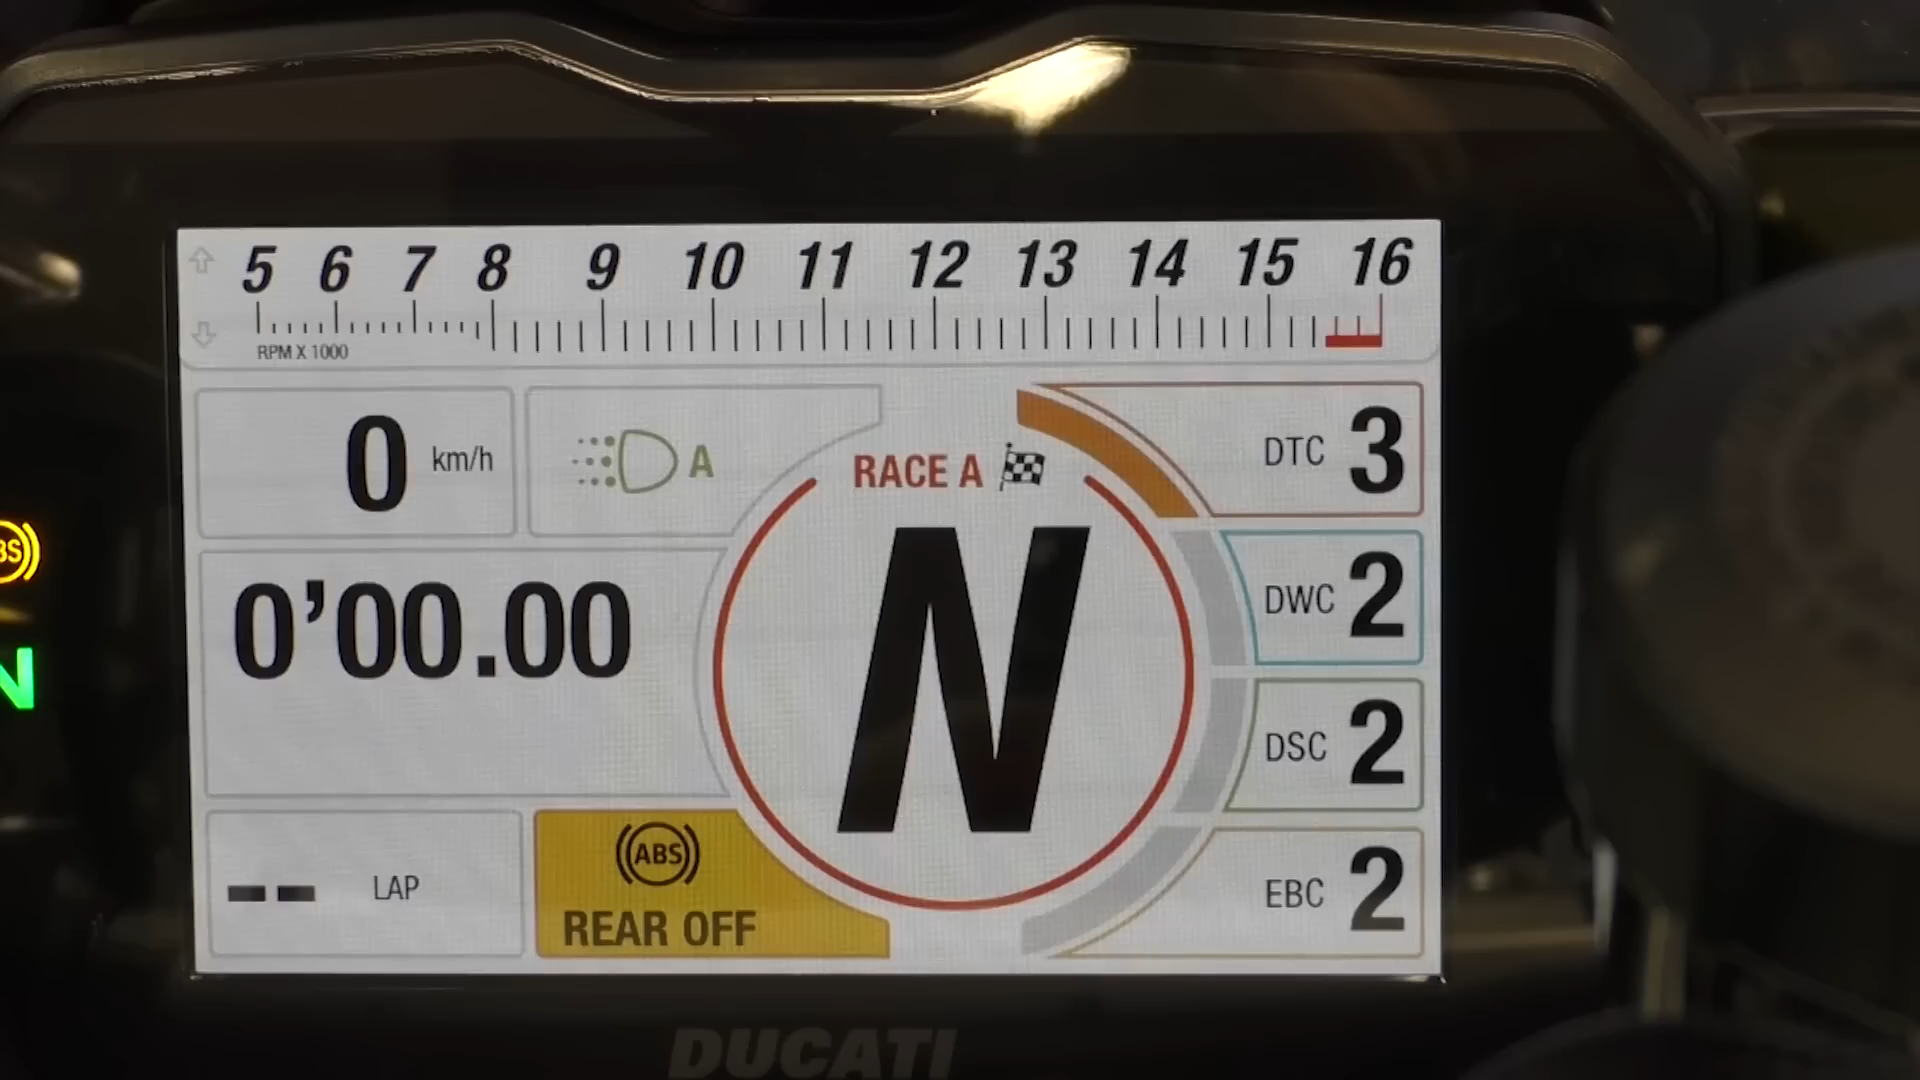 5 6 7 8 9 10 11 12 13 14 15 16
RPM X 1000
0 km/h
A
RACE A
DTC 3
0’00.00
N
DWC 2
DSC 2
-- LAP
ABS
REAR OFF
EBC 2
BS
N
DUCATI